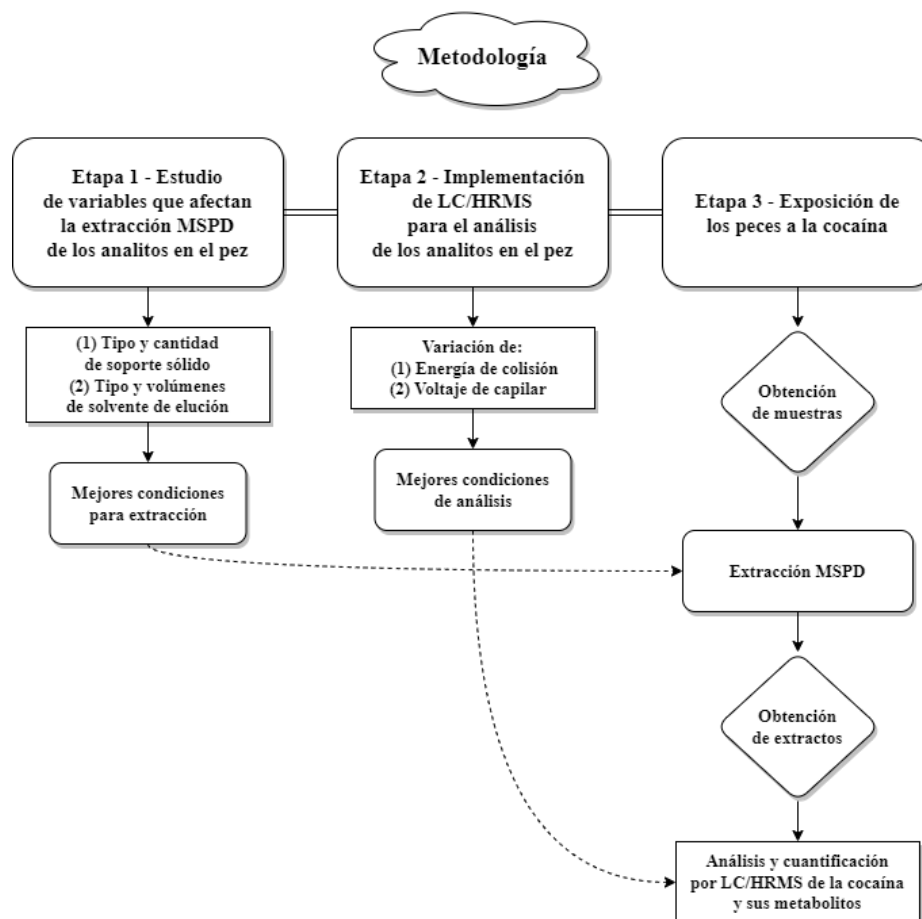 Metodología
Etapa 1 - Estudio
de variables que afectan
la extracción MSPD
de los analitos en el pez
Etapa 2 - Implementación
de LC/HRMS
para el análisis
de los analitos en el pez
Etapa 3 - Exposición de
los peces a la cocaína
(1) Tipo y cantidad
de soporte sólido
(2) Tipo y volúmenes
de solvente de elución
Variación de:
(1) Energía de colisión
(2) Voltaje de capilar
Obtención
de muestras
Mejores condiciones
para extracción
Mejores condiciones
de análisis
Extracción MSPD
Obtención
de extractos
Análisis y cuantificación
por LC/HRMS de la cocaína
y sus metabolitos